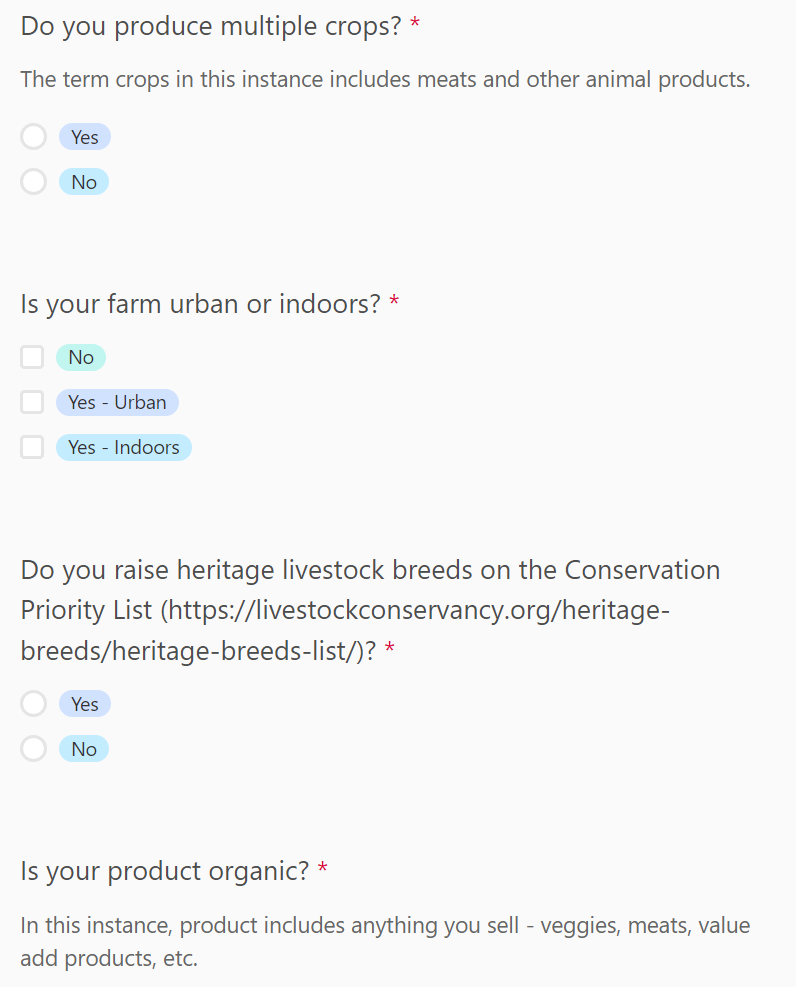 Do you produce multiple crops? *
The term crops in this instance includes meats and other animal products.
Yes
No
Is your farm urban or indoors? *
No
Yes - Urban
Yes - Indoors
Do you raise heritage livestock breeds on the Conservation
Priority List (https://livestockconservancy.org/heritage-
breeds/heritage-breeds-list/)? *
Yes
No
Is your product organic? *
In this instance, product includes anything you sell - veggies, meats, value
add products, etc.